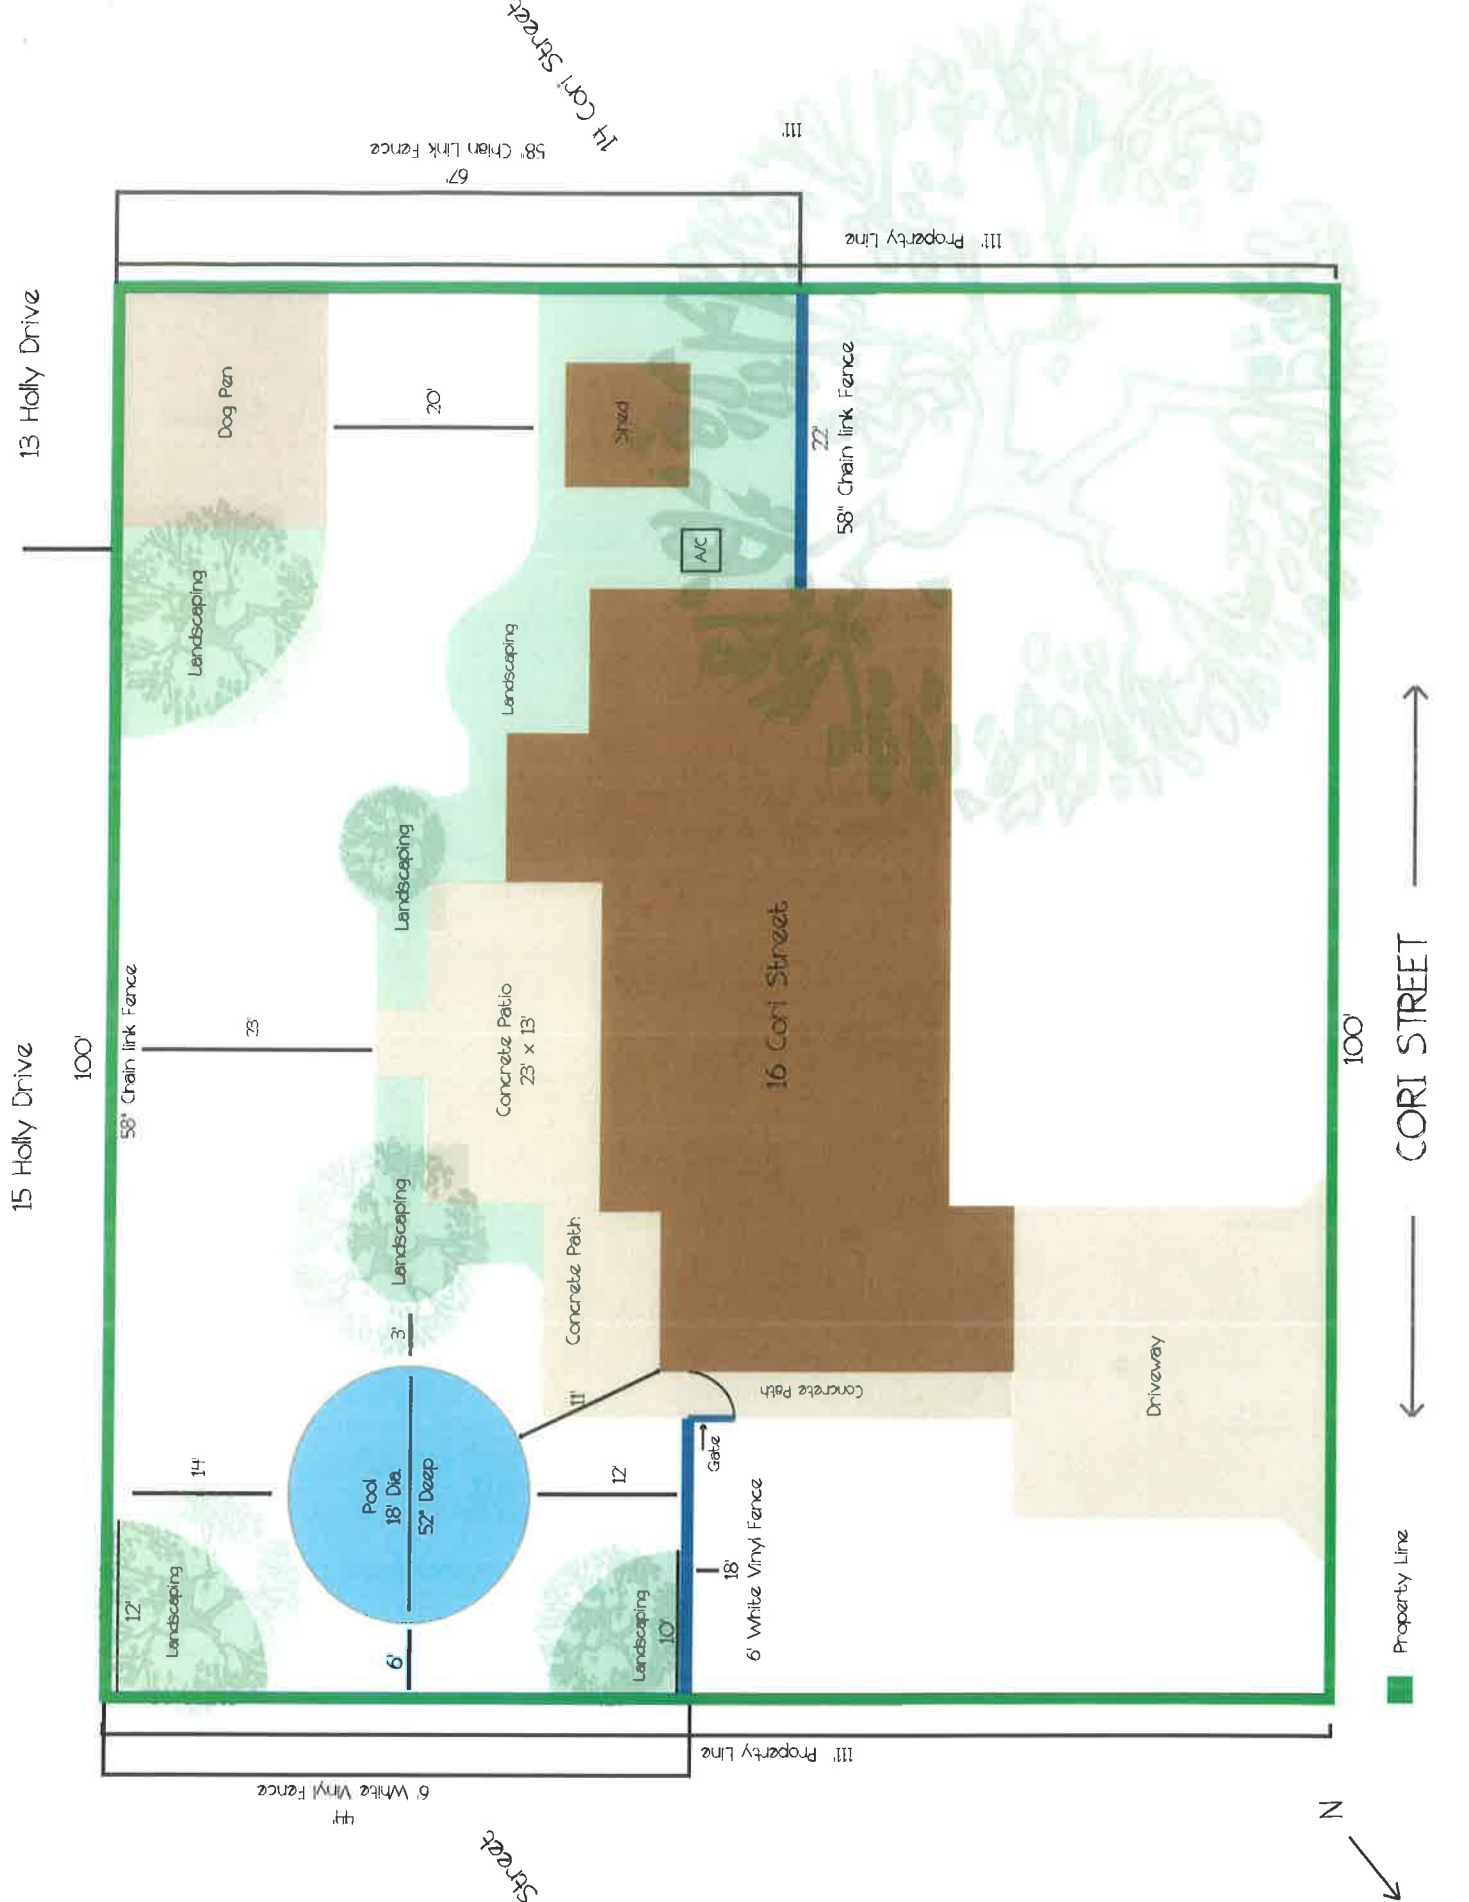 13 Holly Drive
15 Holly Drive
100'
58" Chain link Fence
14 Cori Street
58" Chian Link Fence
67'
111'
111' Property Line
Dog Pen
20'
Shed
22'
58" Chain link Fence
A/C
Landscaping
Landscaping
Landscaping
23'
Concrete Patio
23' x 13'
16 Cori Street
Landscaping
Concrete Path
3'
11'
Concrete Path
Gate
Driveway
14'
Pool
18' Dia.
52" Deep
12'
12'
Landscaping
6'
Landscaping
10'
18'
6' White Vinyl Fence
111' Property Line
6' White Vinyl Fence
44'
Street
100'
CORI STREET
Property Line
N